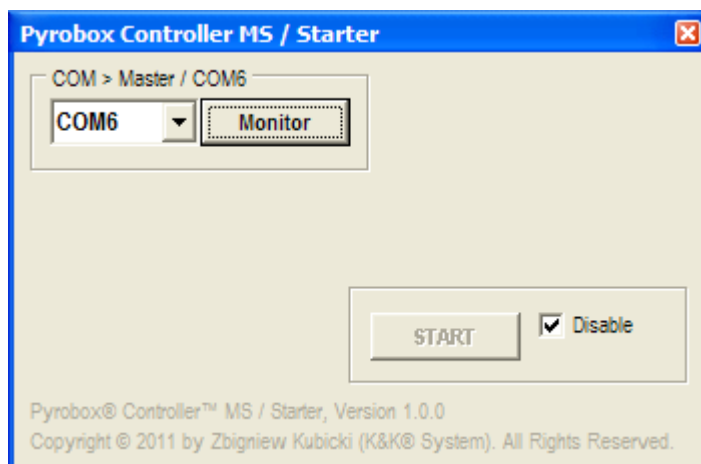 Pyrobox Controller MS / Starter
COM > Master / COM6
COM6
Monitor
START
Disable
Pyrobox® Controller™ MS / Starter, Version 1.0.0
Copyright © 2011 by Zbigniew Kubicki (K&K® System). All Rights Reserved.